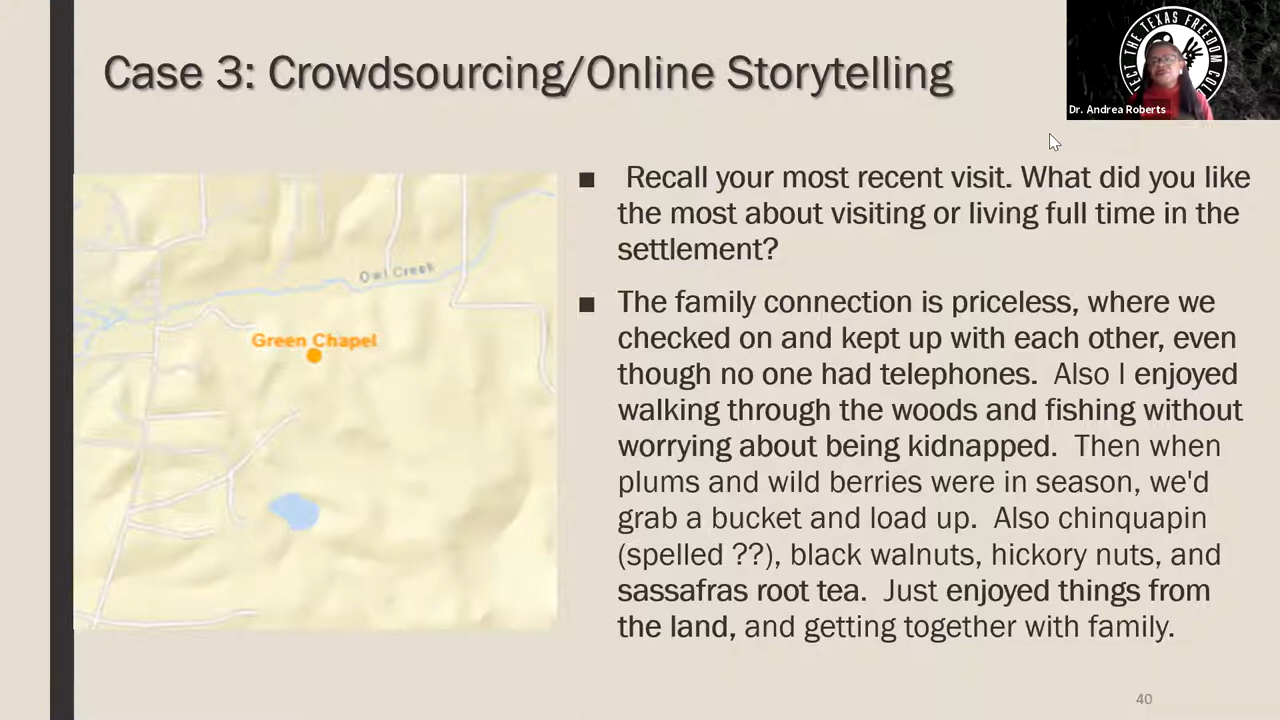 Case 3: Crowdsourcing/Online Storytelling
ECT THE TEXAS FREEDOM COL
Dr. Andrea Roberts
■ Recall your most recent visit. What did you like
the most about visiting or living full time in the
settlement?
■ The family connection is priceless, where we
checked on and kept up with each other, even
though no one had telephones. Also I enjoyed
walking through the woods and fishing without
worrying about being kidnapped. Then when
plums and wild berries were in season, we'd
grab a bucket and load up. Also chinquapin
(spelled ??), black walnuts, hickory nuts, and
sassafras root tea. Just enjoyed things from
the land, and getting together with family.
Owl Creek
Green Chapel
40